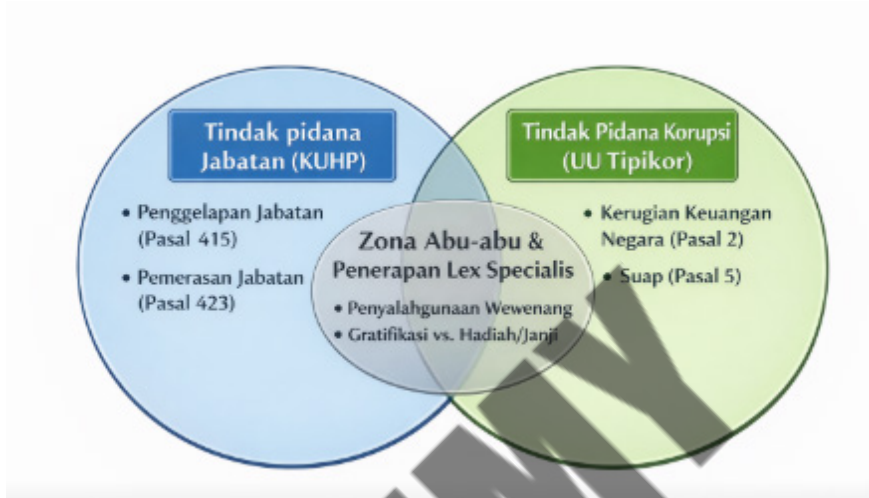 Tindak pidana
Jabatan (KUHP)
• Penggelapan Jabatan
(Pasal 415)
• Pemerasan Jabatan
(Pasal 423)
Zona Abu-abu &
Penerapan Lex Specialis
• Penyalahgunaan Wewenang
• Gratifikasi vs. Hadiah/Janji
Tindak Pidana Korupsi
(UU Tipikor)
• Kerugian Keuangan
Negara (Pasal 2)
• Suap (Pasal 5)